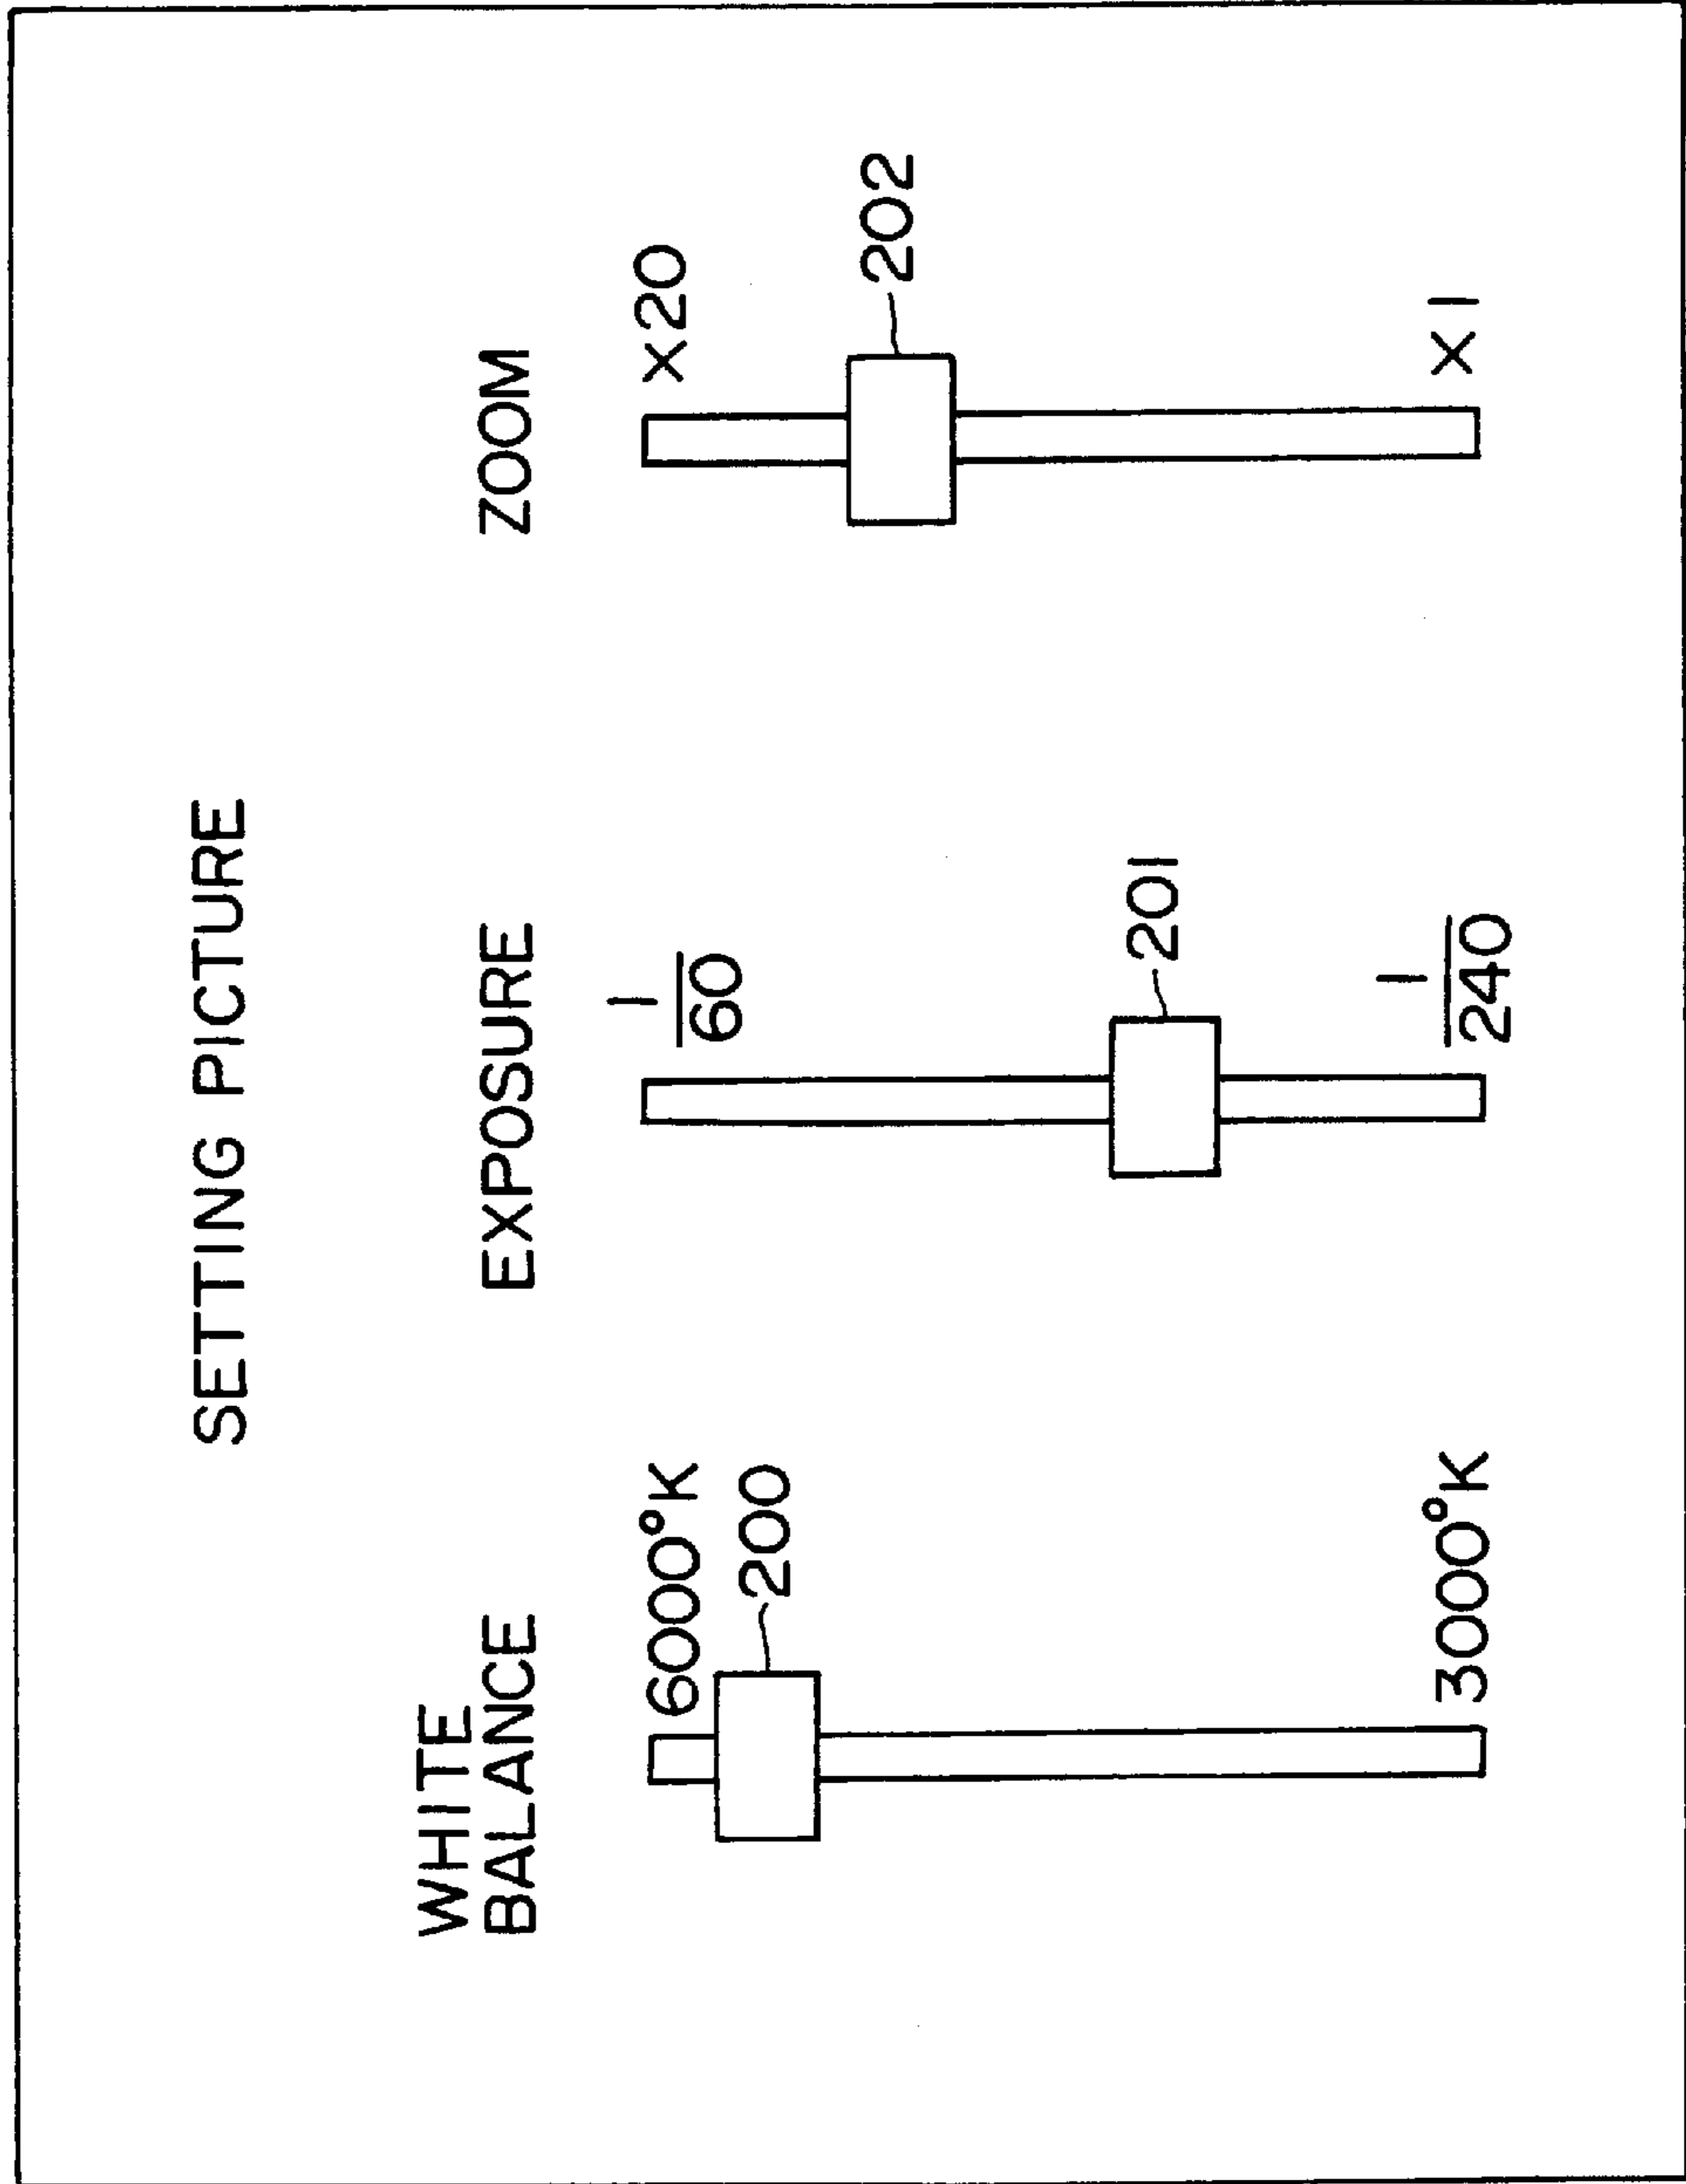 SETTING PICTURE
WHITE
BALANCE
6000°K
200
3000°K
EXPOSURE
1
60
201
1
240
ZOOM
×20
202
×1